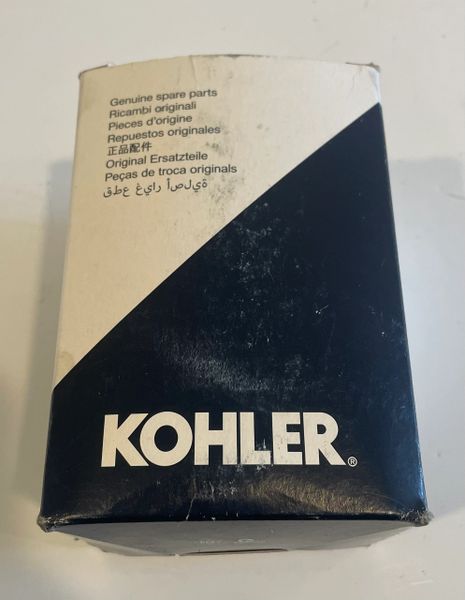 Genuine spare parts
Ricambi originali
Pieces d'origine
Repuestos originales
正品配件
Original Ersatzteile
Peças de troca originals
قطع غيار أصلية
KOHLER®